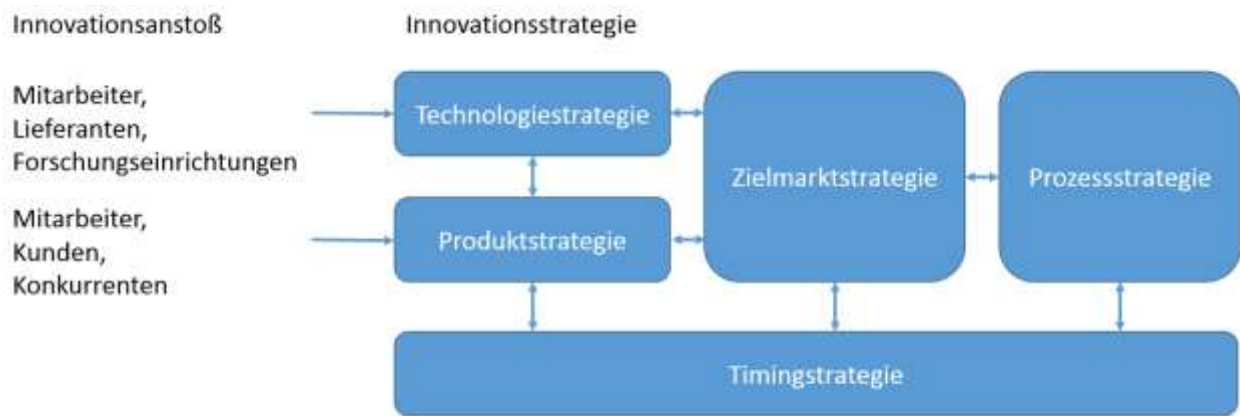 Innovationsanstoß
Innovationsstrategie
Mitarbeiter,
Lieferanten,
Forschungseinrichtungen
Technologiestrategie
Zielmarktstrategie
Prozessstrategie
Mitarbeiter,
Kunden,
Konkurrenten
Produktstrategie
Timingstrategie